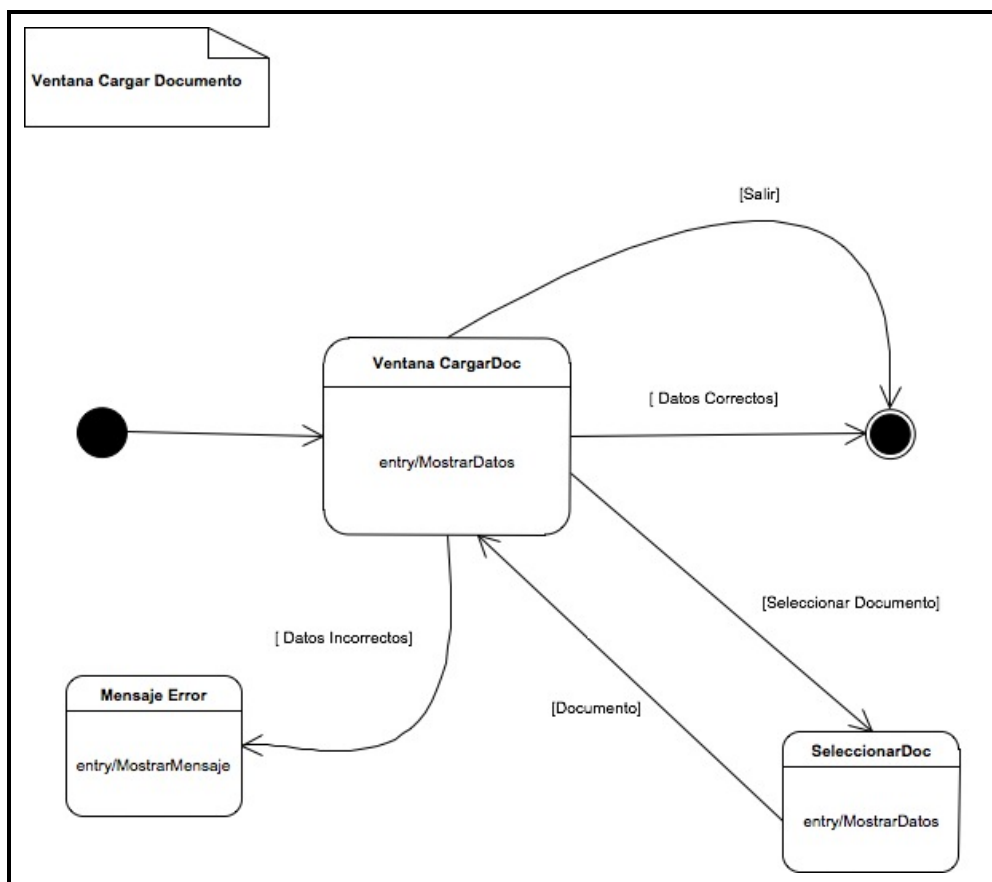 Ventana Cargar Documento
[Salir]
Ventana CargarDoc
[ Datos Correctos]
entry/MostrarDatos
[Seleccionar Documento]
[ Datos Incorrectos]
Mensaje Error
[Documento]
SeleccionarDoc
entry/MostrarMensaje
entry/MostrarDatos